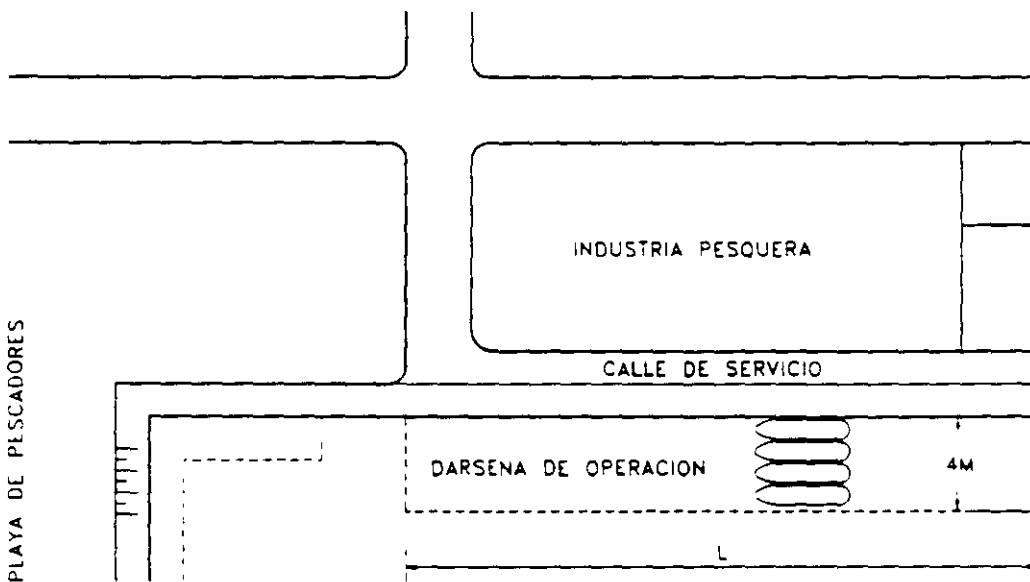 INDUSTRIA PESQUERA
CALLE DE SERVICIO
PLAYA DE PESCADORES
DARSENA DE OPERACION
4M
L